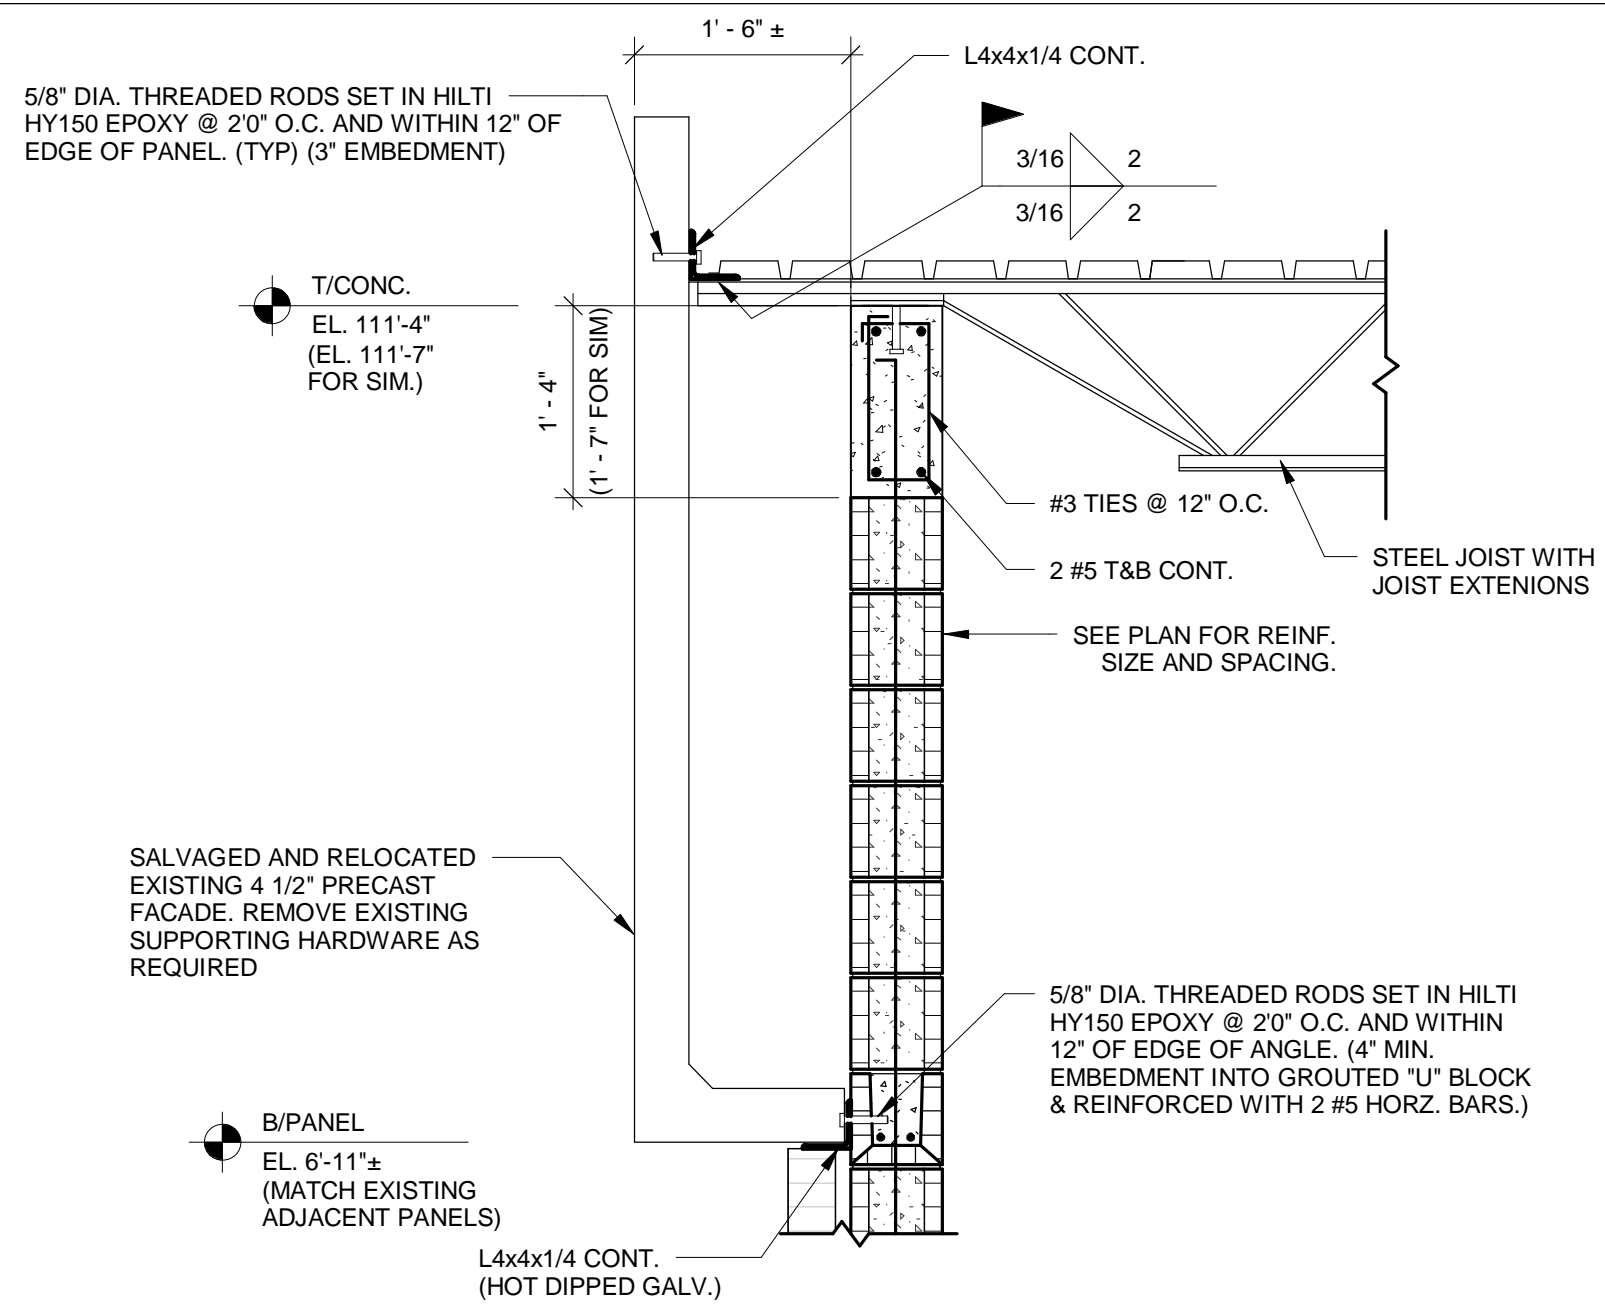 1' - 6" ±
L4x4x1/4 CONT.
5/8" DIA. THREADED RODS SET IN HILTI
HY150 EPOXY @ 2'0" O.C. AND WITHIN 12" OF
EDGE OF PANEL. (TYP) (3" EMBEDMENT)
3/16 2
3/16 2
T/CONC.
EL. 111'-4"
(EL. 111'-7"
FOR SIM.)
1' - 4"
(1' - 7" FOR SIM)
#3 TIES @ 12" O.C.
2 #5 T&B CONT.
STEEL JOIST WITH
JOIST EXTENIONS
SEE PLAN FOR REINF.
SIZE AND SPACING.
SALVAGED AND RELOCATED
EXISTING 4 1/2" PRECAST
FACADE. REMOVE EXISTING
SUPPORTING HARDWARE AS
REQUIRED
5/8" DIA. THREADED RODS SET IN HILTI
HY150 EPOXY @ 2'0" O.C. AND WITHIN
12" OF EDGE OF ANGLE. (4" MIN.
EMBEDMENT INTO GROUTED "U" BLOCK
& REINFORCED WITH 2 #5 HORZ. BARS.)
B/PANEL
EL. 6'-11"±
(MATCH EXISTING
ADJACENT PANELS)
L4x4x1/4 CONT.
(HOT DIPPED GALV.)